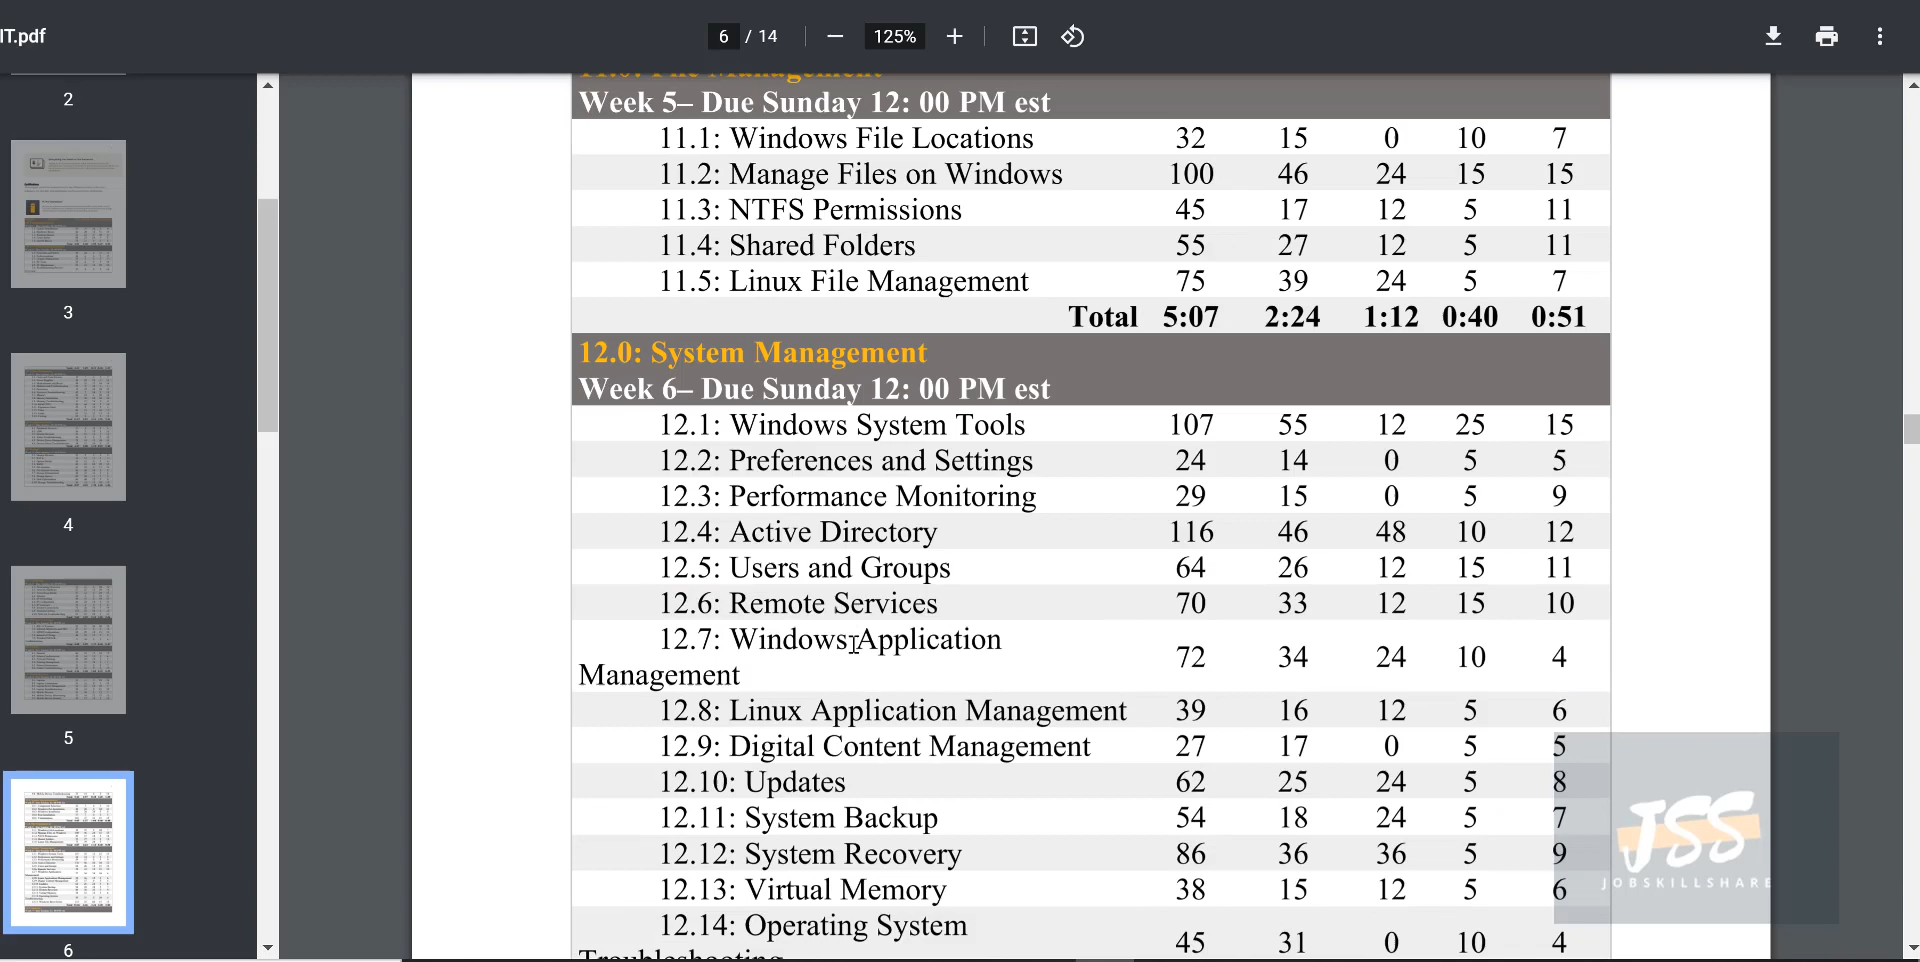 IT.pdf
6 / 14
125%
2
3
4
5
6
11.0: File Management
Week 5– Due Sunday 12: 00 PM est
11.1: Windows File Locations 32 15 0 10 7
11.2: Manage Files on Windows 100 46 24 15 15
11.3: NTFS Permissions 45 17 12 5 11
11.4: Shared Folders 55 27 12 5 11
11.5: Linux File Management 75 39 24 5 7
Total 5:07 2:24 1:12 0:40 0:51
12.0: System Management
Week 6– Due Sunday 12: 00 PM est
12.1: Windows System Tools 107 55 12 25 15
12.2: Preferences and Settings 24 14 0 5 5
12.3: Performance Monitoring 29 15 0 5 9
12.4: Active Directory 116 46 48 10 12
12.5: Users and Groups 64 26 12 15 11
12.6: Remote Services 70 33 12 15 10
12.7: Windows Application
Management 72 34 24 10 4
12.8: Linux Application Management 39 16 12 5 6
12.9: Digital Content Management 27 17 0 5 5
12.10: Updates 62 25 24 5 8
12.11: System Backup 54 18 24 5 7
12.12: System Recovery 86 36 36 5 9
12.13: Virtual Memory 38 15 12 5 6
12.14: Operating System
Troubleshooting 45 31 0 10 4
JSS
JOBSKILLSHARE